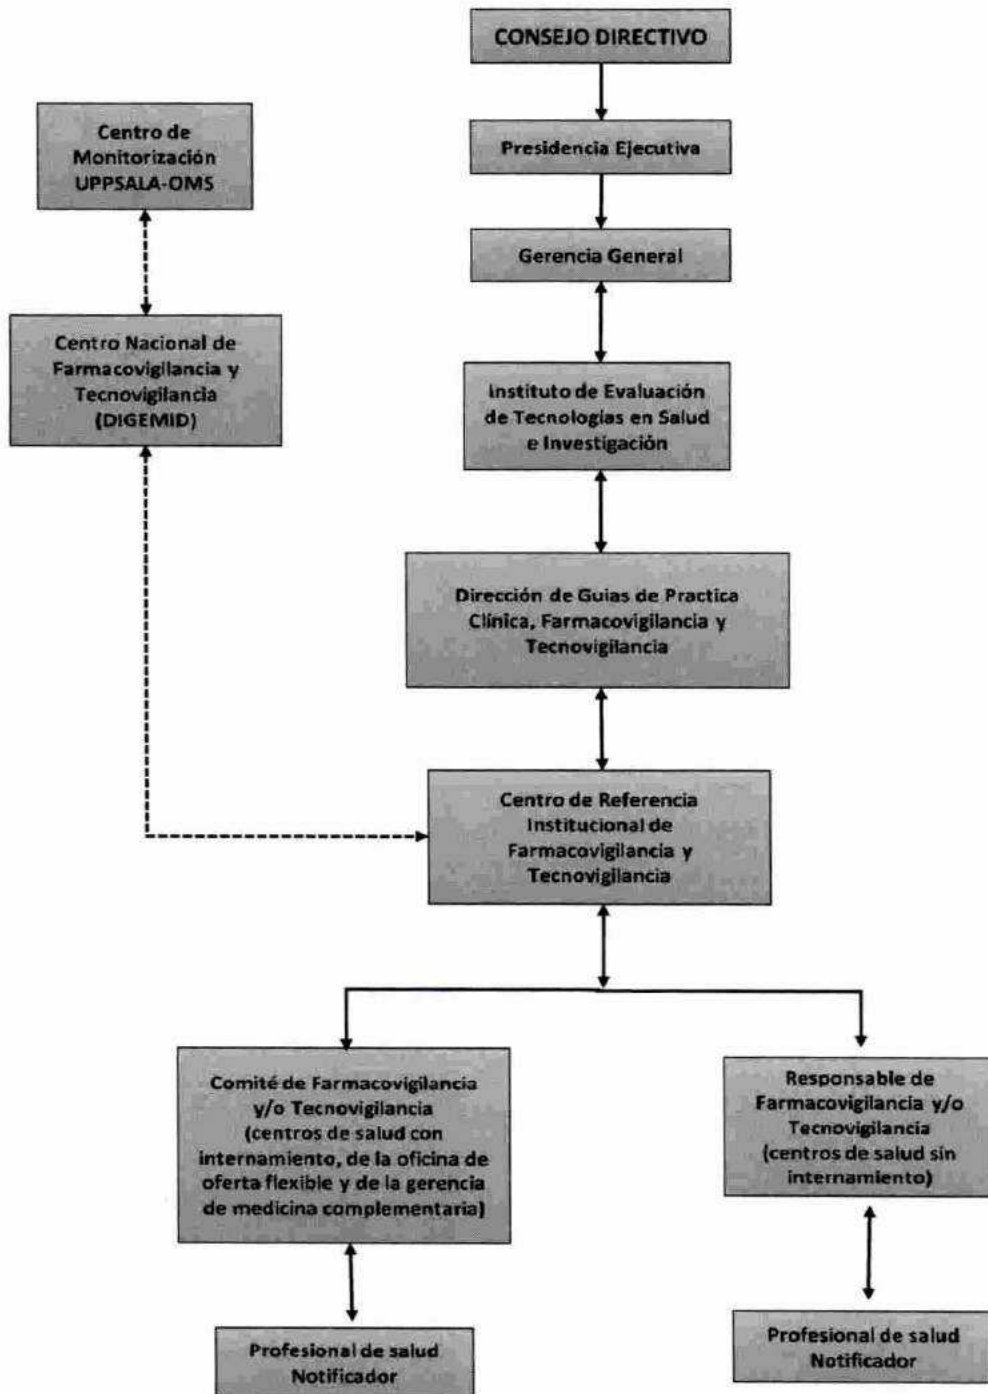 CONSEJO DIRECTIVO
Presidencia Ejecutiva
Gerencia General
Centro de
Monitorización
UPPSALA-OMS
Centro Nacional de
Farmacovigilancia y
Tecnovigilancia
(DIGEMID)
Instituto de Evaluación
de Tecnologías en Salud
e Investigación
Dirección de Guias de Practica
Clínica, Farmacovigilancia y
Tecnovigilancia
Centro de Referencia
Institucional de
Farmacovigilancia y
Tecnovigilancia
Comité de Farmacovigilancia
y/o Tecnovigilancia
(centros de salud con
internamiento, de la oficina de
oferta flexible y de la gerencia
de medicina complementaria)
Responsable de
Farmacovigilancia y/o
Tecnovigilancia
(centros de salud sin
internamiento)
Profesional de salud
Notificador
Profesional de salud
Notificador